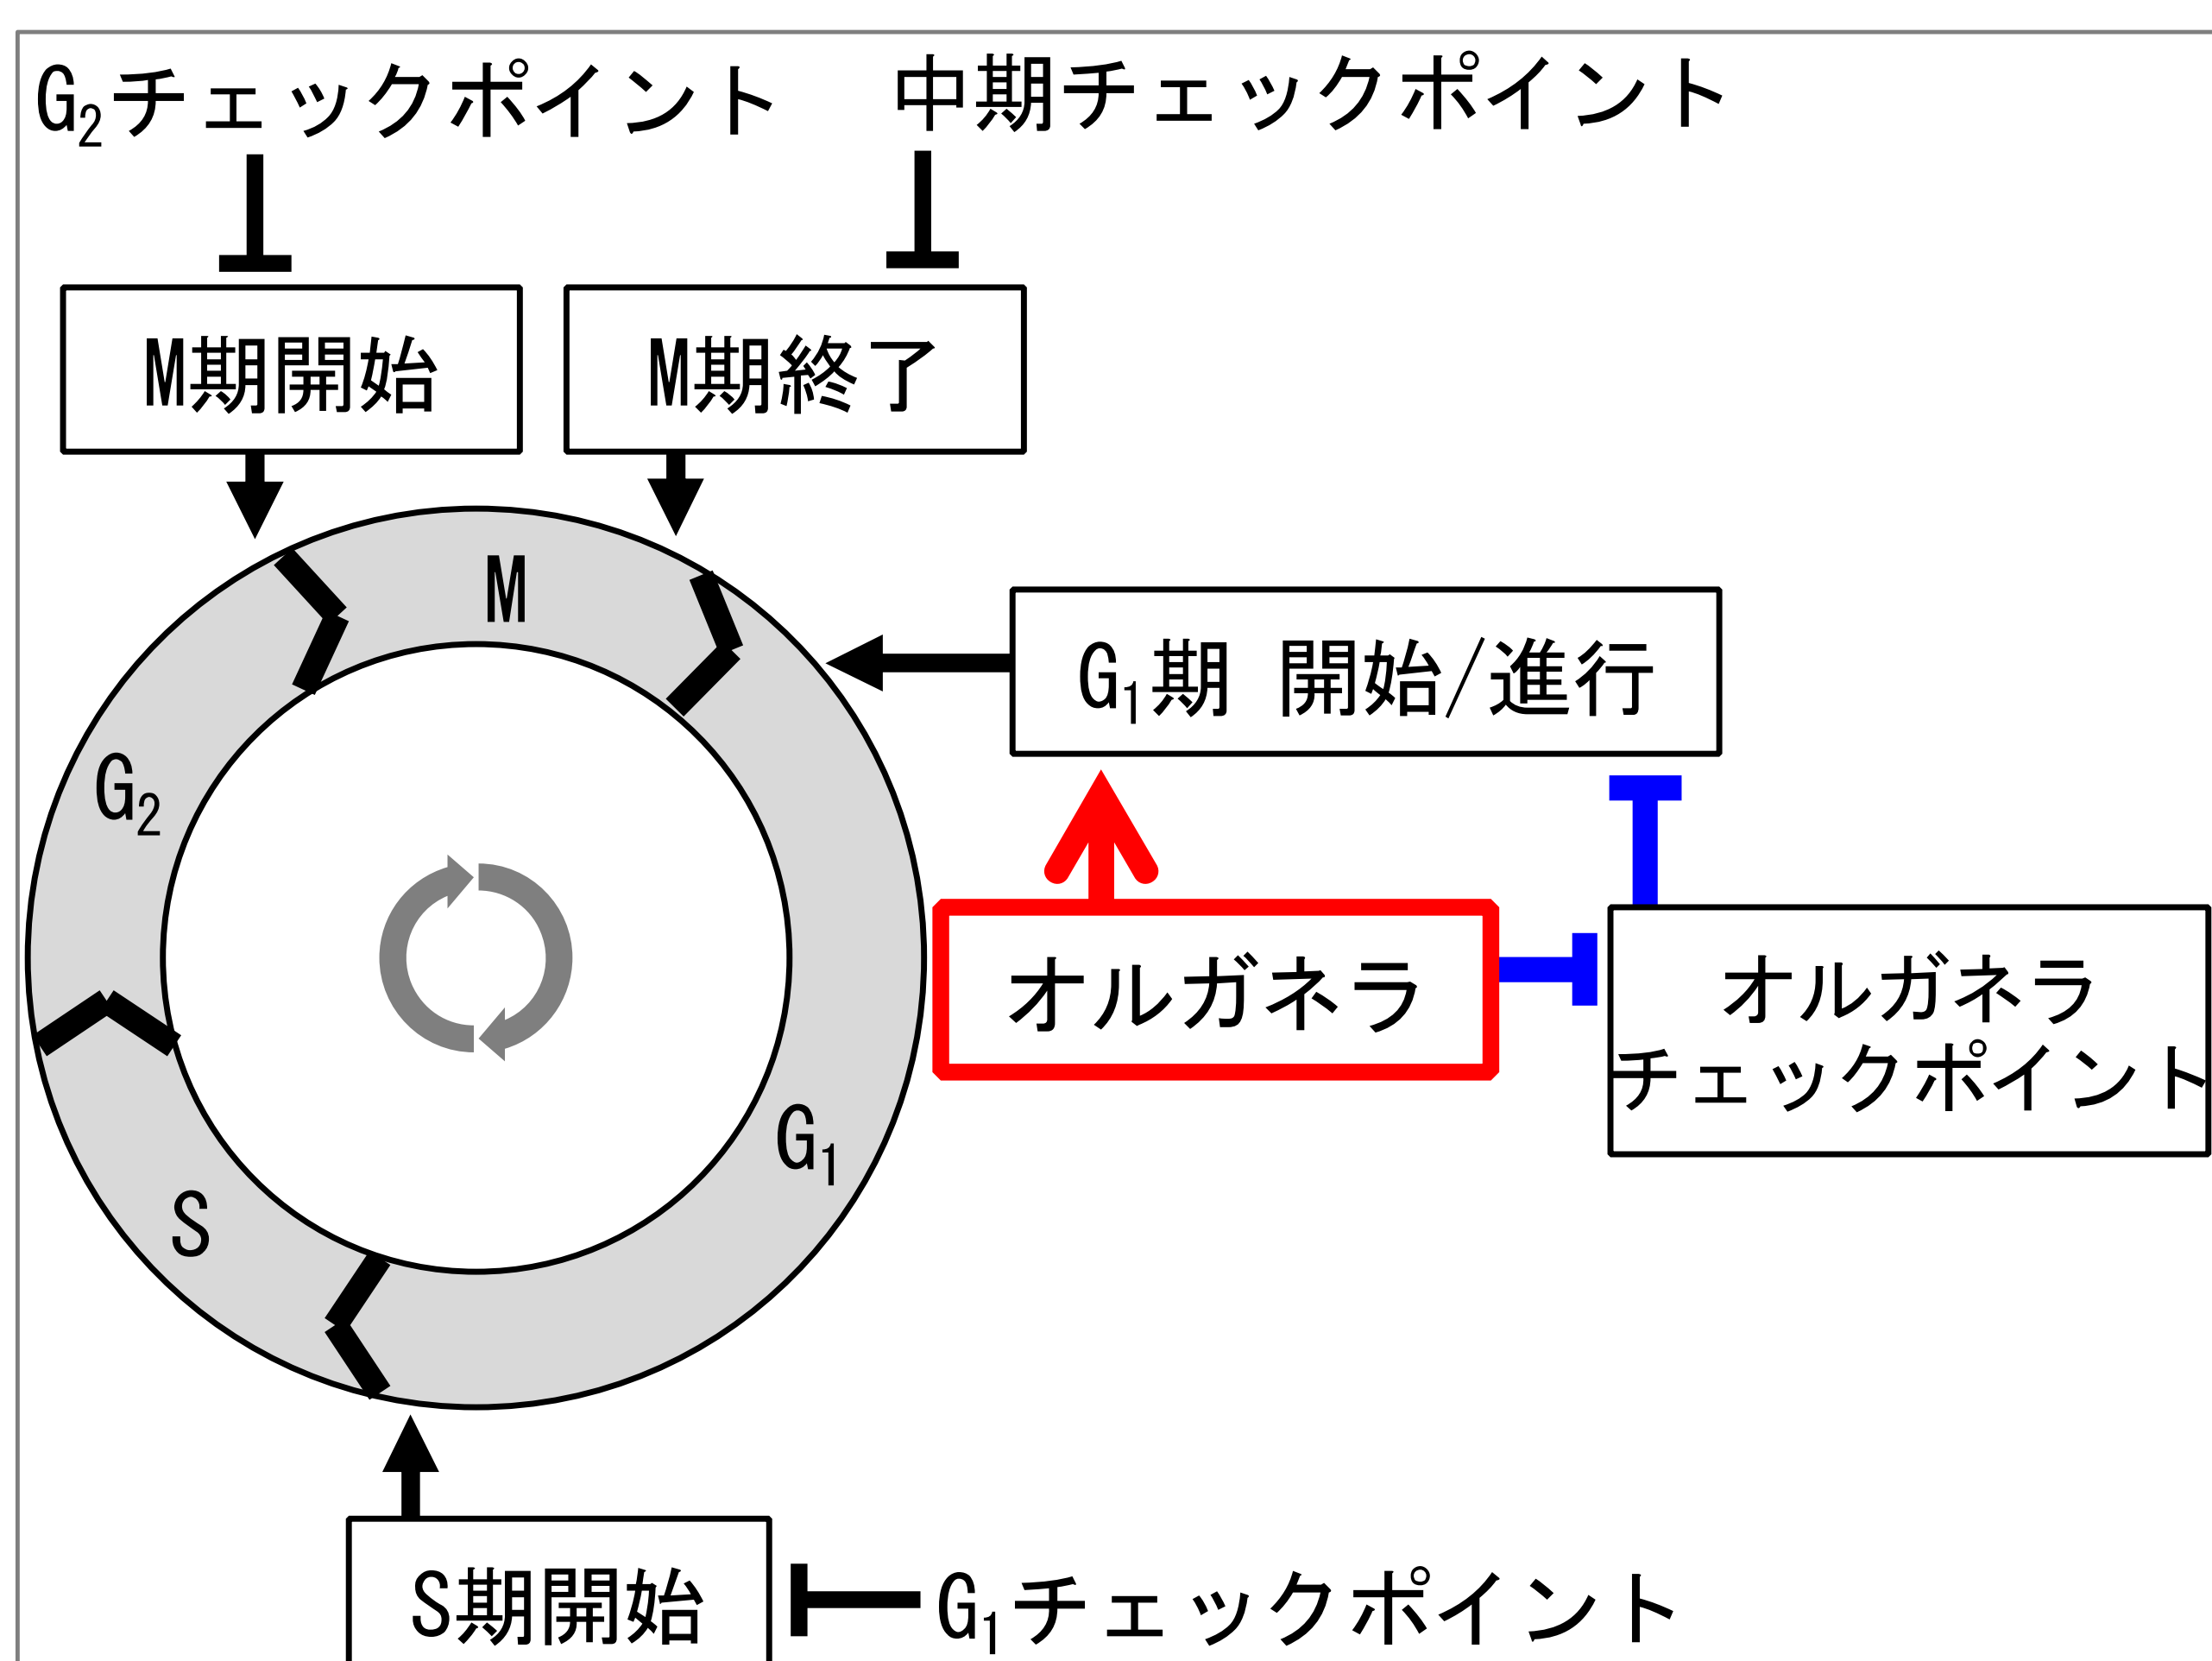 G₂チェックポイント
中期チェックポイント
M期開始
M期終了
M
G₁期 開始/進行
G₂
オルガネラ
オルガネラ
チェックポイント
G₁
S
S期開始
G₁チェックポイント